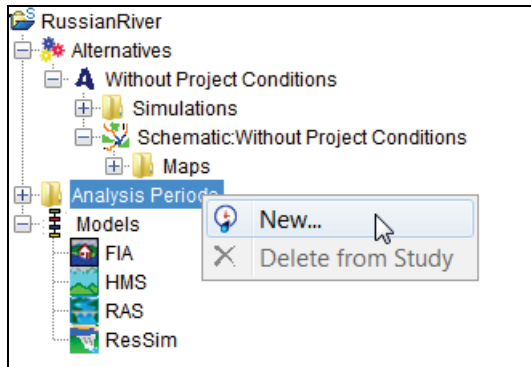 RussianRiver
Alternatives
Without Project Conditions
Simulations
Schematic:Without Project Conditions
Maps
Analysis Periods
New...
Models
Delete from Study
FIA
HMS
RAS
ResSim